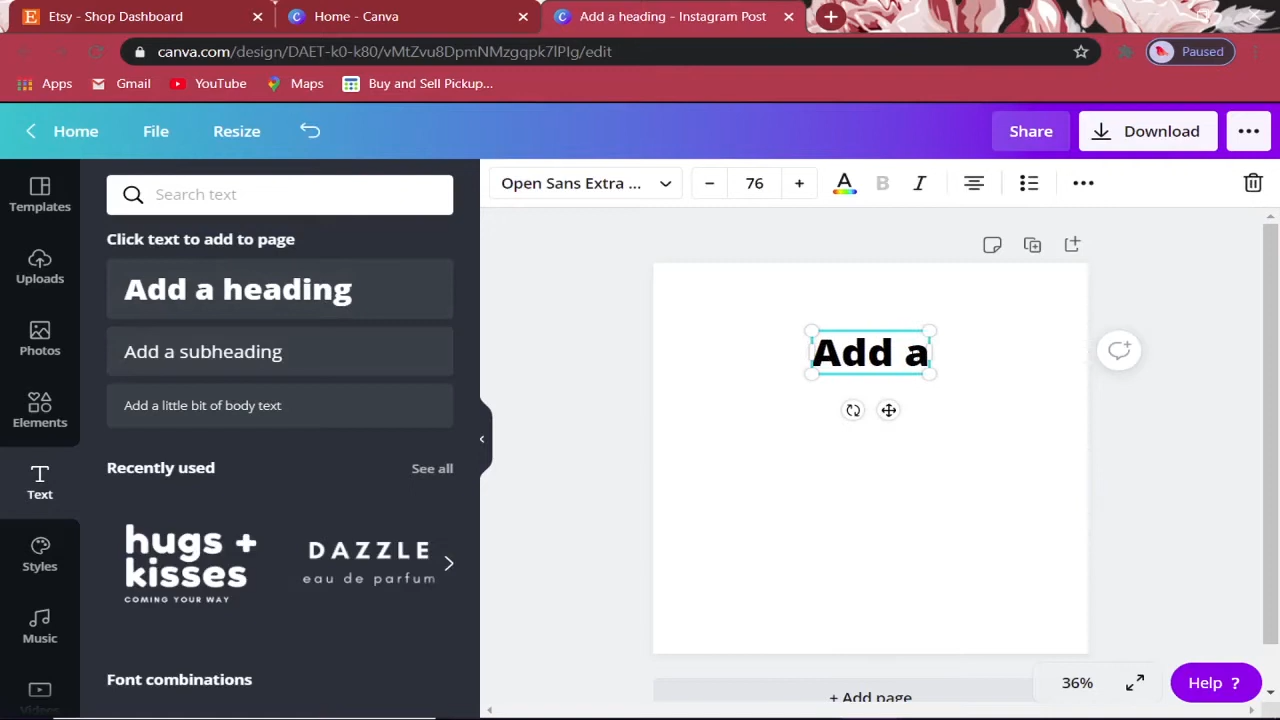 Etsy - Shop Dashboard
Home - Canva
Add a heading - Instagram Post
canva.com/design/DAET-k0-k80/vMtZvu8DpmNMzgqpk7lPIg/edit
Paused
Apps
Gmail
YouTube
Maps
Buy and Sell Pickup...
Home
File
Resize
Share
Download
Templates
Uploads
Photos
Elements
Text
Styles
Music
Videos
Search text
Click text to add to page
Add a heading
Add a subheading
Add a little bit of body text
Recently used
See all
hugs +
kisses
COMING YOUR WAY
DAZZLE
eau de parfum
Font combinations
Open Sans Extra ...
76
B
I
Add a
+ Add page
36%
Help ?